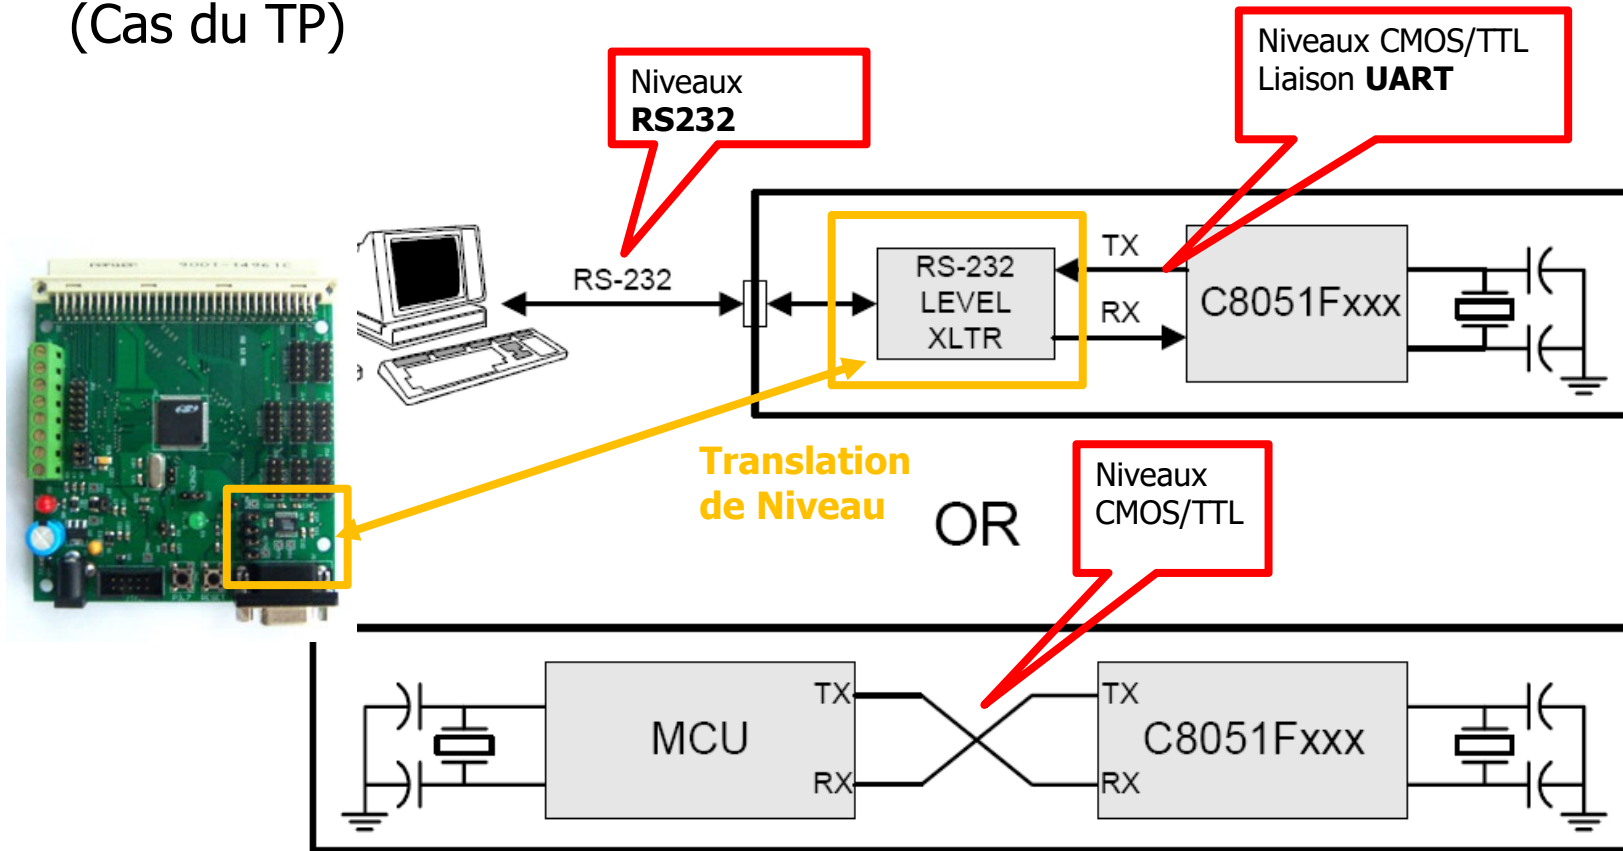 (Cas du TP)
Niveaux
RS232
Niveaux CMOS/TTL
Liaison UART
RS-232
RS-232
LEVEL
XLTR
TX
RX
C8051Fxxx
Translation
de Niveau
OR
Niveaux
CMOS/TTL
MCU
TX
RX
TX
RX
C8051Fxxx
RESET